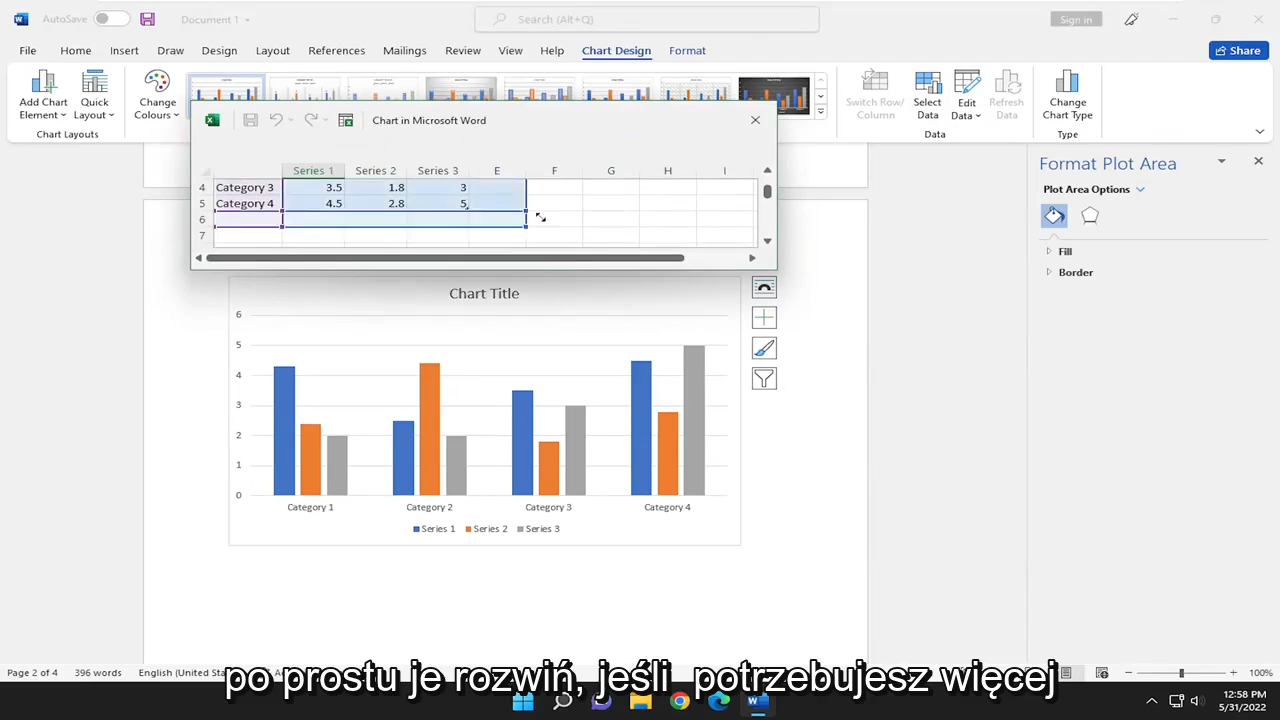 AutoSave
Document 1
Search (Alt+Q)
Sign in
File Home Insert Draw Design Layout References Mailings Review View Help Chart Design Format
Share
Add Chart Element
Quick Layout
Change Colours
Switch Row/ Column
Select Data
Edit Data
Refresh Data
Change Chart Type
Chart Layouts
Data
Type
Chart in Microsoft Word
Series 1 Series 2 Series 3 E F G H I
4 Category 3 3.5 1.8 3
5 Category 4 4.5 2.8 5
6
7
Format Plot Area
Plot Area Options
Fill
Border
Chart Title
6
5
4
3
2
1
0
Category 1 Category 2 Category 3 Category 4
Series 1 Series 2 Series 3
Page 2 of 4 396 words English (United Kingdom) 
100%
po prostu je rozwiń, jeśli potrzebujesz więcej
12:58 PM
5/31/2022